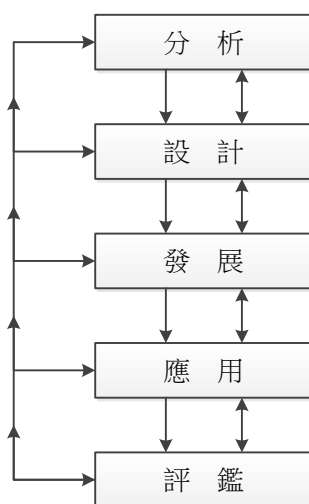 分 析
設 計
發 展
應 用
評 鑑